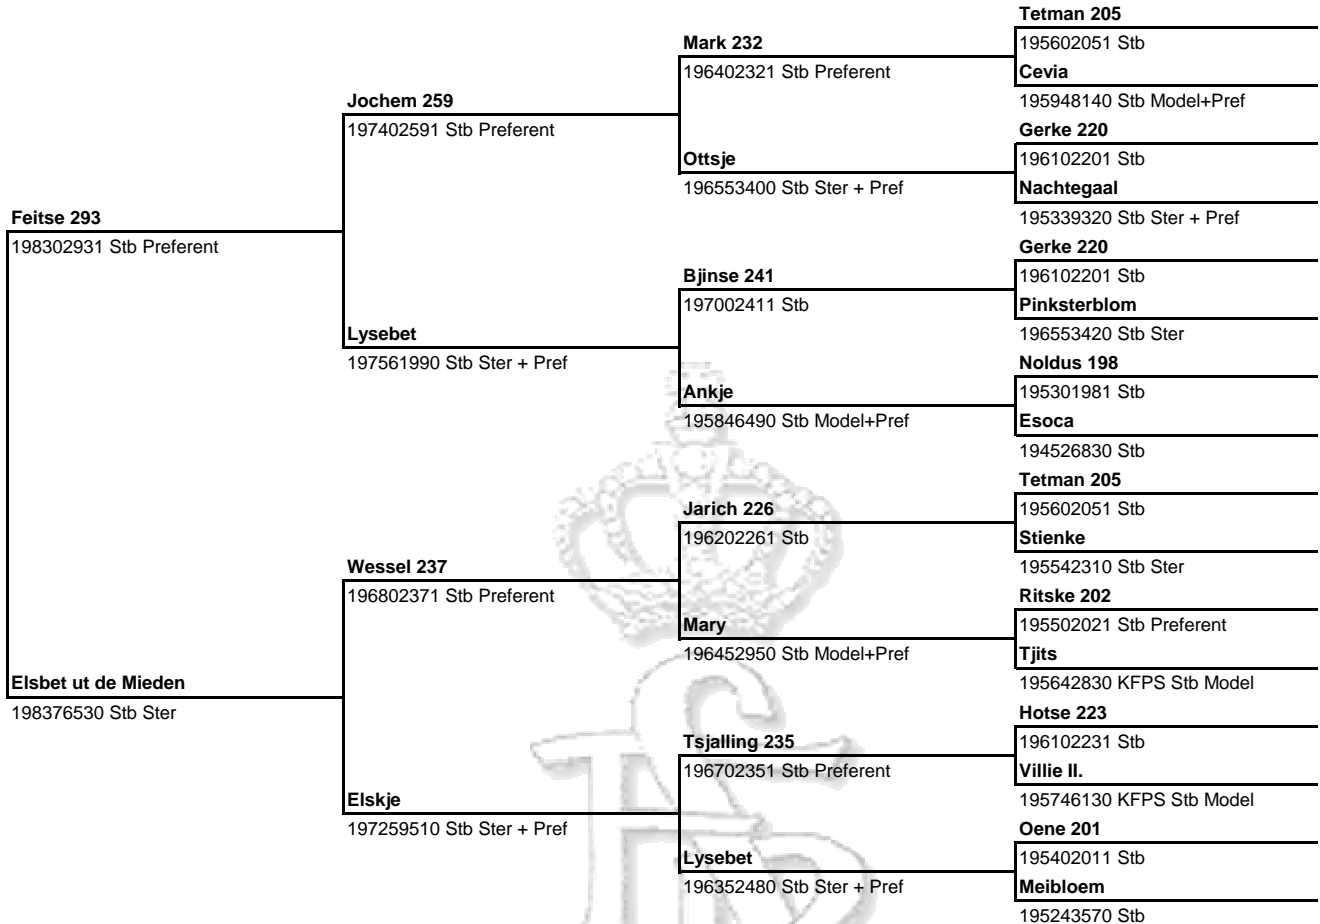 Tetman 205
Mark 232
195602051 Stb
196402321 Stb Preferent
Cevia
Jochem 259
195948140 Stb Model+Pref
197402591 Stb Preferent
Gerke 220
Ottsje
196102201 Stb
196553400 Stb Ster + Pref
Nachtegaal
Feitse 293
195339320 Stb Ster + Pref
198302931 Stb Preferent
Gerke 220
Bjinse 241
196102201 Stb
197002411 Stb
Pinksterblom
Lysebet
196553420 Stb Ster
197561990 Stb Ster + Pref
Noldus 198
Ankje
195301981 Stb
195846490 Stb Model+Pref
Esoca
194526830 Stb
Tetman 205
Jarich 226
195602051 Stb
196202261 Stb
Stienke
Wessel 237
195542310 Stb Ster
196802371 Stb Preferent
Ritske 202
Mary
195502021 Stb Preferent
196452950 Stb Model+Pref
Tjits
Elsbet ut de Mieden
195642830 KFPS Stb Model
198376530 Stb Ster
Hotse 223
Tsjalling 235
196102231 Stb
196702351 Stb Preferent
Villie II.
Elskje
195746130 KFPS Stb Model
197259510 Stb Ster + Pref
Oene 201
Lysebet
195402011 Stb
196352480 Stb Ster + Pref
Meibloem
195243570 Stb